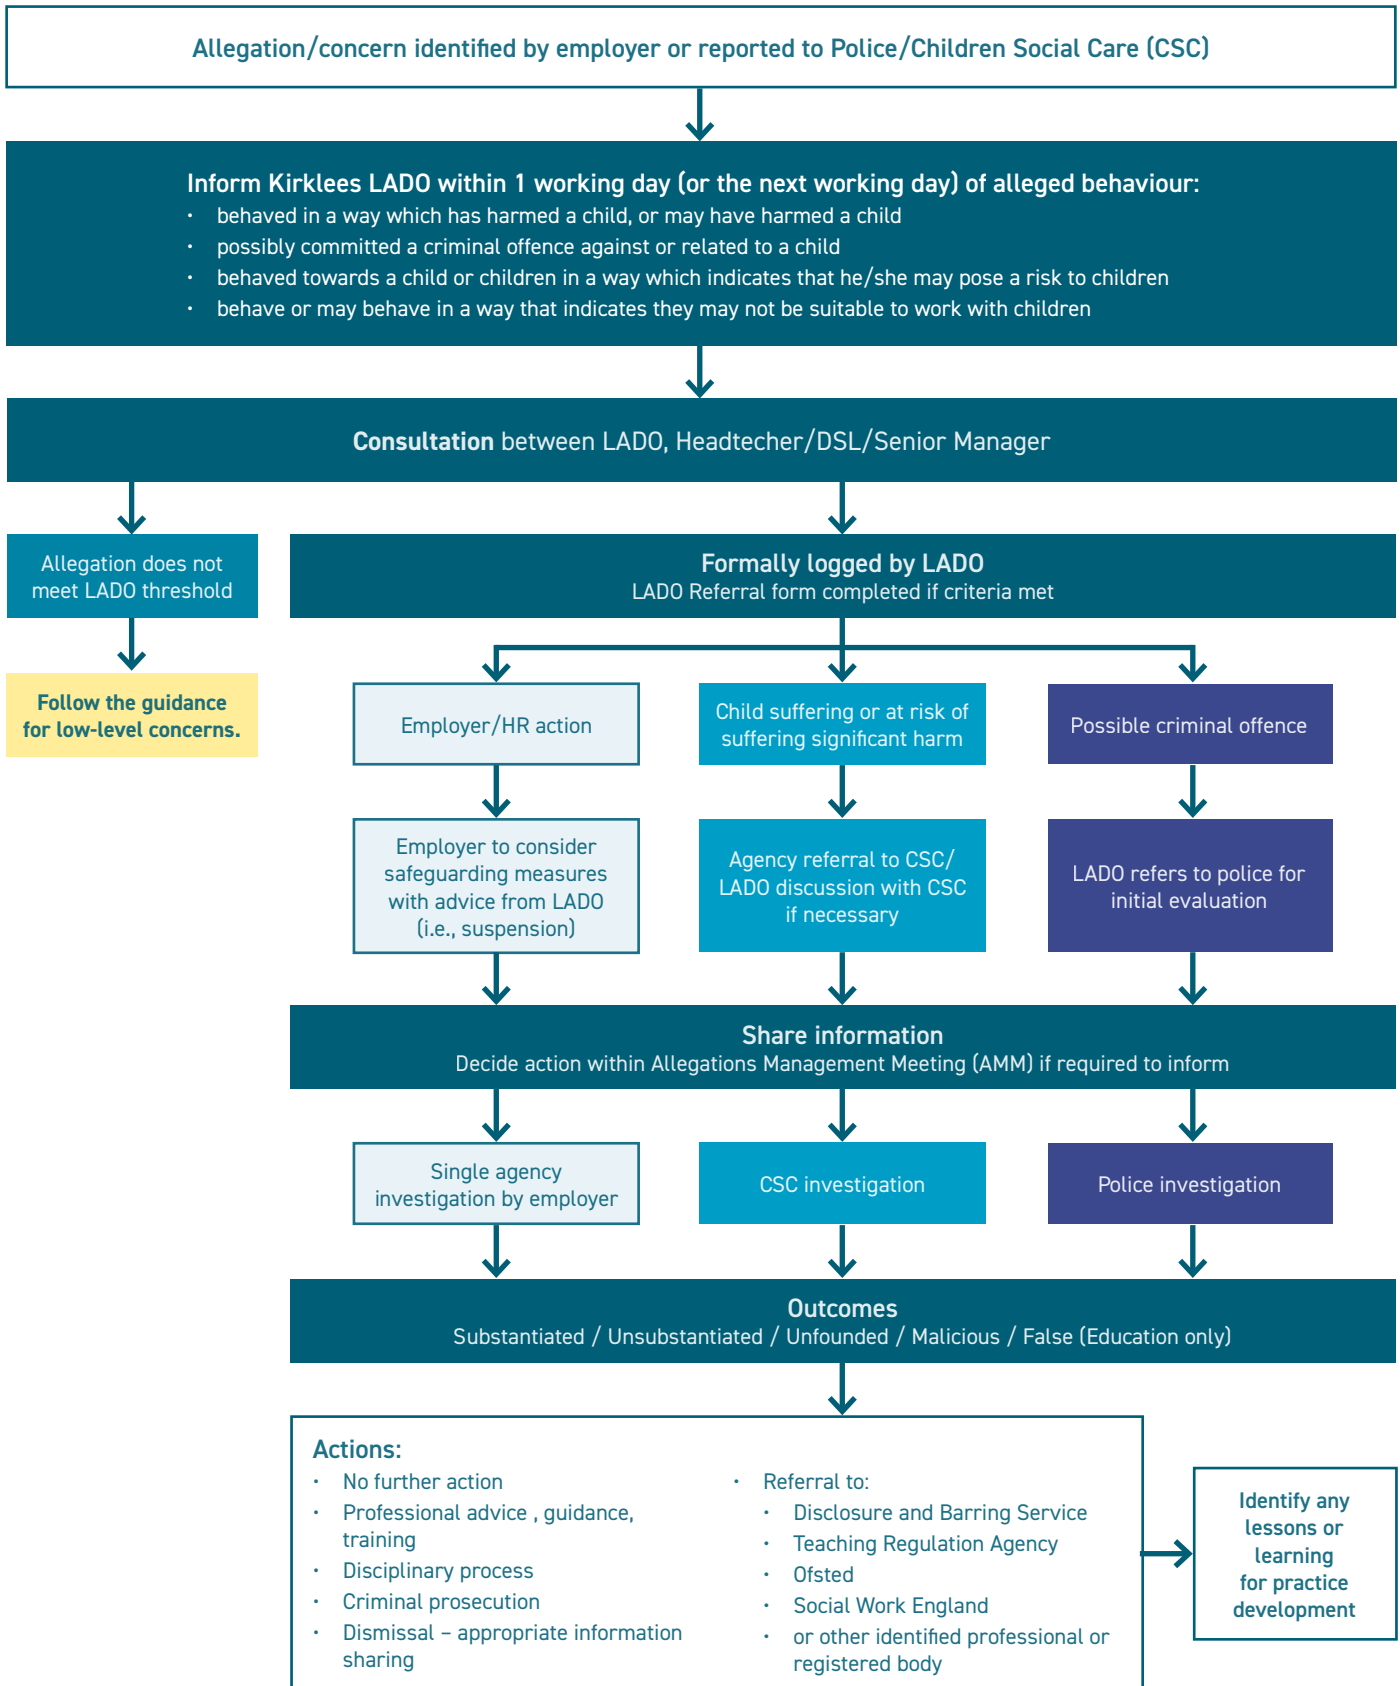 Allegation/concern identified by employer or reported to Police/Children Social Care (CSC)
Inform Kirklees LADO within 1 working day (or the next working day) of alleged behaviour:
• behaved in a way which has harmed a child, or may have harmed a child
• possibly committed a criminal offence against or related to a child
• behaved towards a child or children in a way which indicates that he/she may pose a risk to children
• behave or may behave in a way that indicates they may not be suitable to work with children
Consultation between LADO, Headtecher/DSL/Senior Manager
Allegation does not
meet LADO threshold
Follow the guidance
for low-level concerns.
Formally logged by LADO
LADO Referral form completed if criteria met
Employer/HR action
Child suffering or at risk of
suffering significant harm
Possible criminal offence
Employer to consider
safeguarding measures
with advice from LADO
(i.e., suspension)
Agency referral to CSC/
LADO discussion with CSC
if necessary
LADO refers to police for
initial evaluation
Share information
Decide action within Allegations Management Meeting (AMM) if required to inform
Single agency
investigation by employer
CSC investigation
Police investigation
Outcomes
Substantiated / Unsubstantiated / Unfounded / Malicious / False (Education only)
Actions:
• No further action
• Professional advice , guidance,
training
• Disciplinary process
• Criminal prosecution
• Dismissal – appropriate information
sharing
• Referral to:
• Disclosure and Barring Service
• Teaching Regulation Agency
• Ofsted
• Social Work England
• or other identified professional or
registered body
Identify any
lessons or
learning
for practice
development